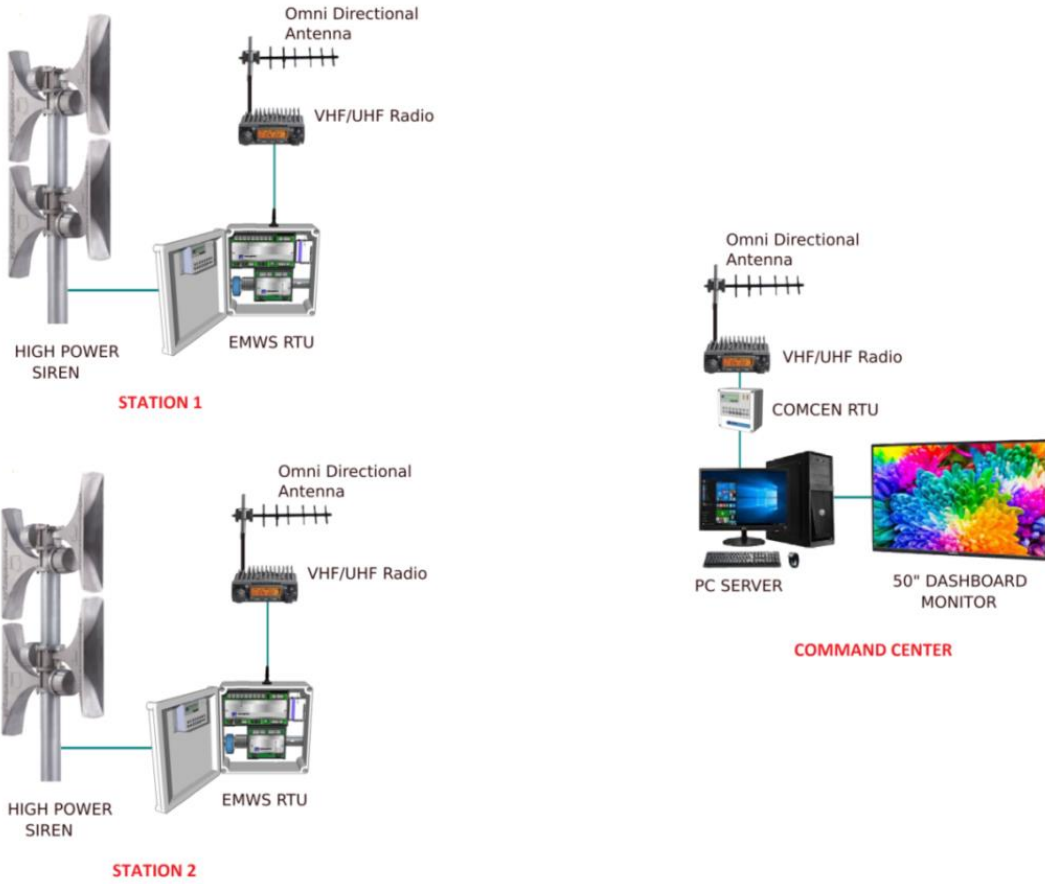 Omni Directional
Antenna
VHF/UHF Radio
EMWS RTU
HIGH POWER
SIREN
STATION 1
Omni Directional
Antenna
VHF/UHF Radio
EMWS RTU
HIGH POWER
SIREN
STATION 2
Omni Directional
Antenna
VHF/UHF Radio
COMCEN RTU
PC SERVER
50" DASHBOARD
MONITOR
COMMAND CENTER